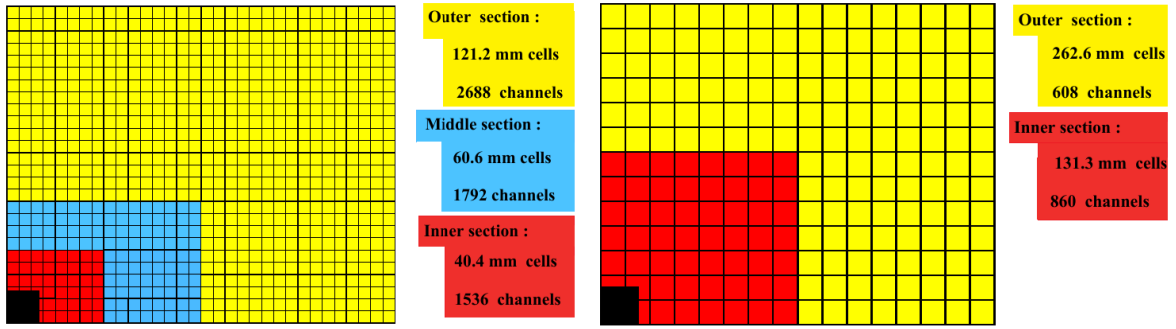 Outer section :
121.2 mm cells
2688 channels
Middle section :
60.6 mm cells
1792 channels
Inner section :
40.4 mm cells
1536 channels
Outer section :
262.6 mm cells
608 channels
Inner section :
131.3 mm cells
860 channels